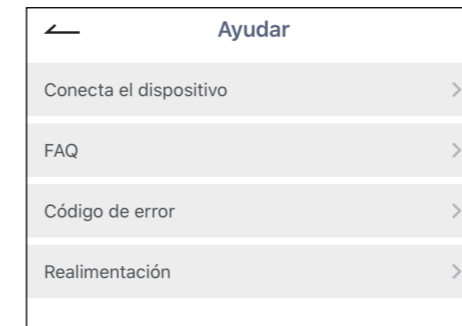 Ayudar
Conecta el dispositivo
FAQ
Código de error
Realimentación